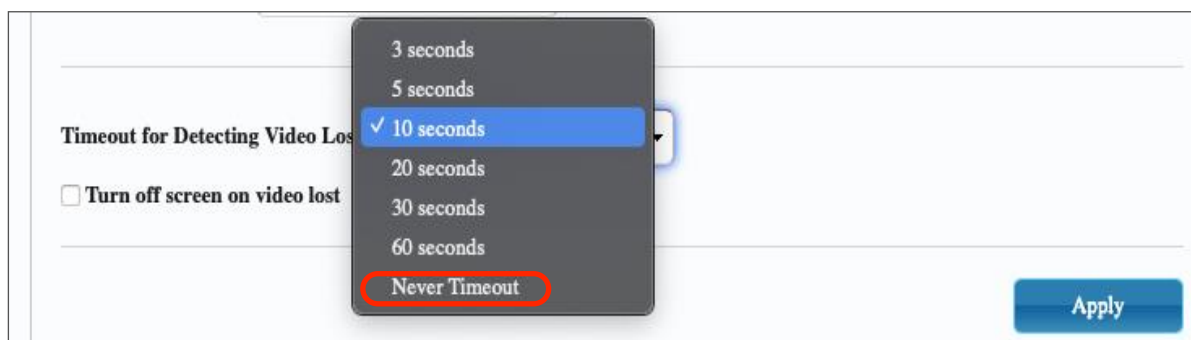 3 seconds
5 seconds
Timeout for Detecting Video Los
✓ 10 seconds
20 seconds
Turn off screen on video lost
30 seconds
60 seconds
Never Timeout
Apply